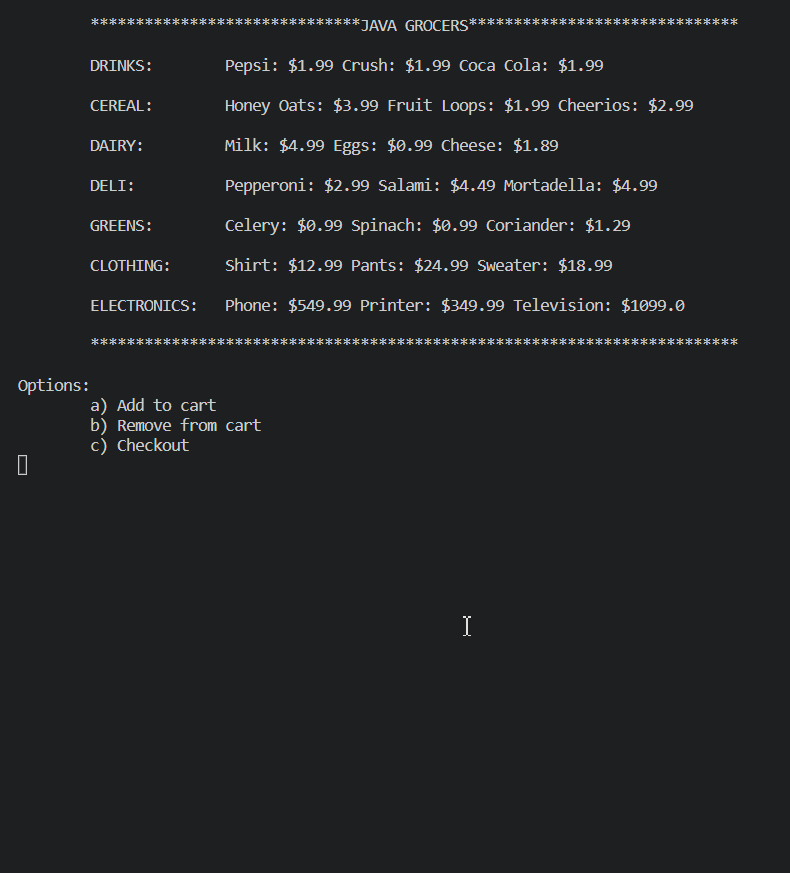 ******************************JAVA GROCERS******************************
DRINKS: Pepsi: $1.99 Crush: $1.99 Coca Cola: $1.99
CEREAL: Honey Oats: $3.99 Fruit Loops: $1.99 Cheerios: $2.99
DAIRY: Milk: $4.99 Eggs: $0.99 Cheese: $1.89
DELI: Pepperoni: $2.99 Salami: $4.49 Mortadella: $4.99
GREENS: Celery: $0.99 Spinach: $0.99 Coriander: $1.29
CLOTHING: Shirt: $12.99 Pants: $24.99 Sweater: $18.99
ELECTRONICS: Phone: $549.99 Printer: $349.99 Television: $1099.0
************************************************************************
Options:
a) Add to cart
b) Remove from cart
c) Checkout